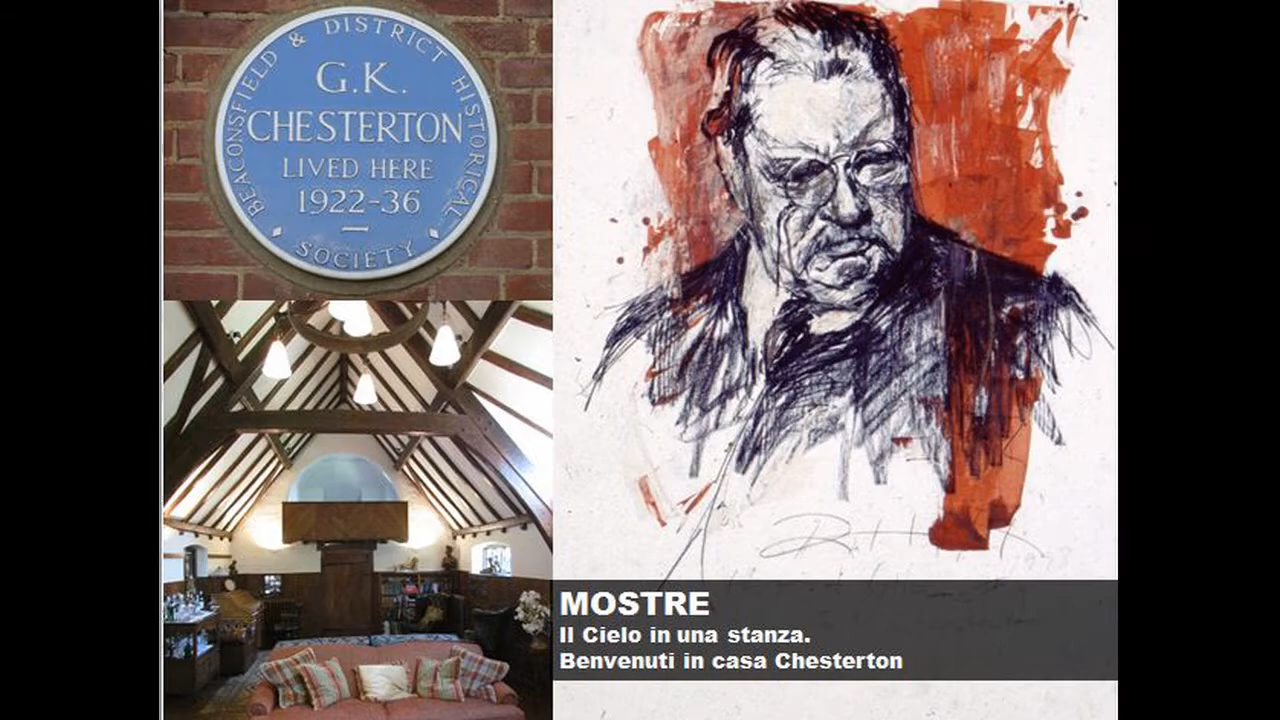 BEACONSFIELD & DISTRICT HISTORICAL
G.K.
CHESTERTON
LIVED HERE
1922-36
SOCIETY
MOSTRE
Il Cielo in una stanza.
Benvenuti in casa Chesterton